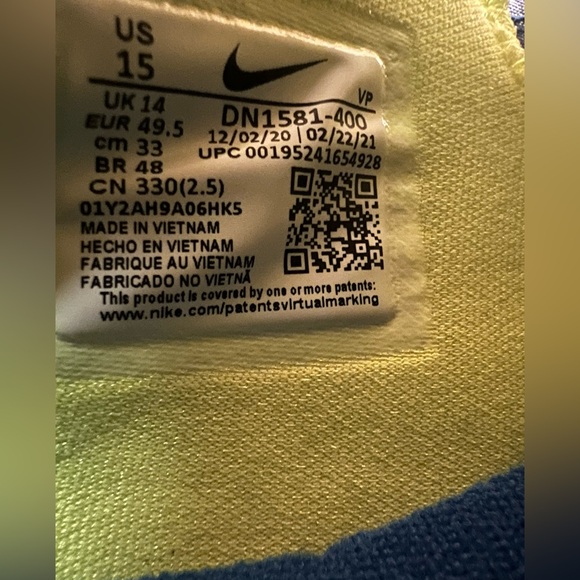 US
15
UK 14
EUR 49.5
cm 33
BR 48
CN 330(2.5)
VP
DN1581-400
12/02/20 | 02/22/21
UPC 00195241654928
01Y2AH9A06HK5
MADE IN VIETNAM
HECHO EN VIETNAM
FABRIQUE AU VIETNAM
FABRICADO NO VIETNÃ
This product is covered by one or more patents:
www.nike.com/patentsvirtualmarking